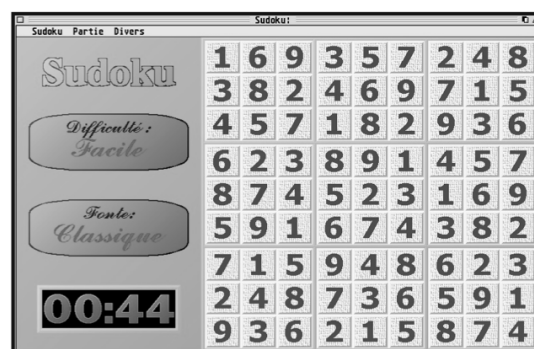 Sudoku:
Sudoku Partie Divers
Sudoku
Difficulté :
Facile
Fonte:
Classique
00:44
1 6 9 3 5 7 2 4 8
3 8 2 4 6 9 7 1 5
4 5 7 1 8 2 9 3 6
6 2 3 8 9 1 4 5 7
8 7 4 5 2 3 1 6 9
5 9 1 6 7 4 3 8 2
7 1 5 9 4 8 6 2 3
2 4 8 7 3 6 5 9 1
9 3 6 2 1 5 8 7 4